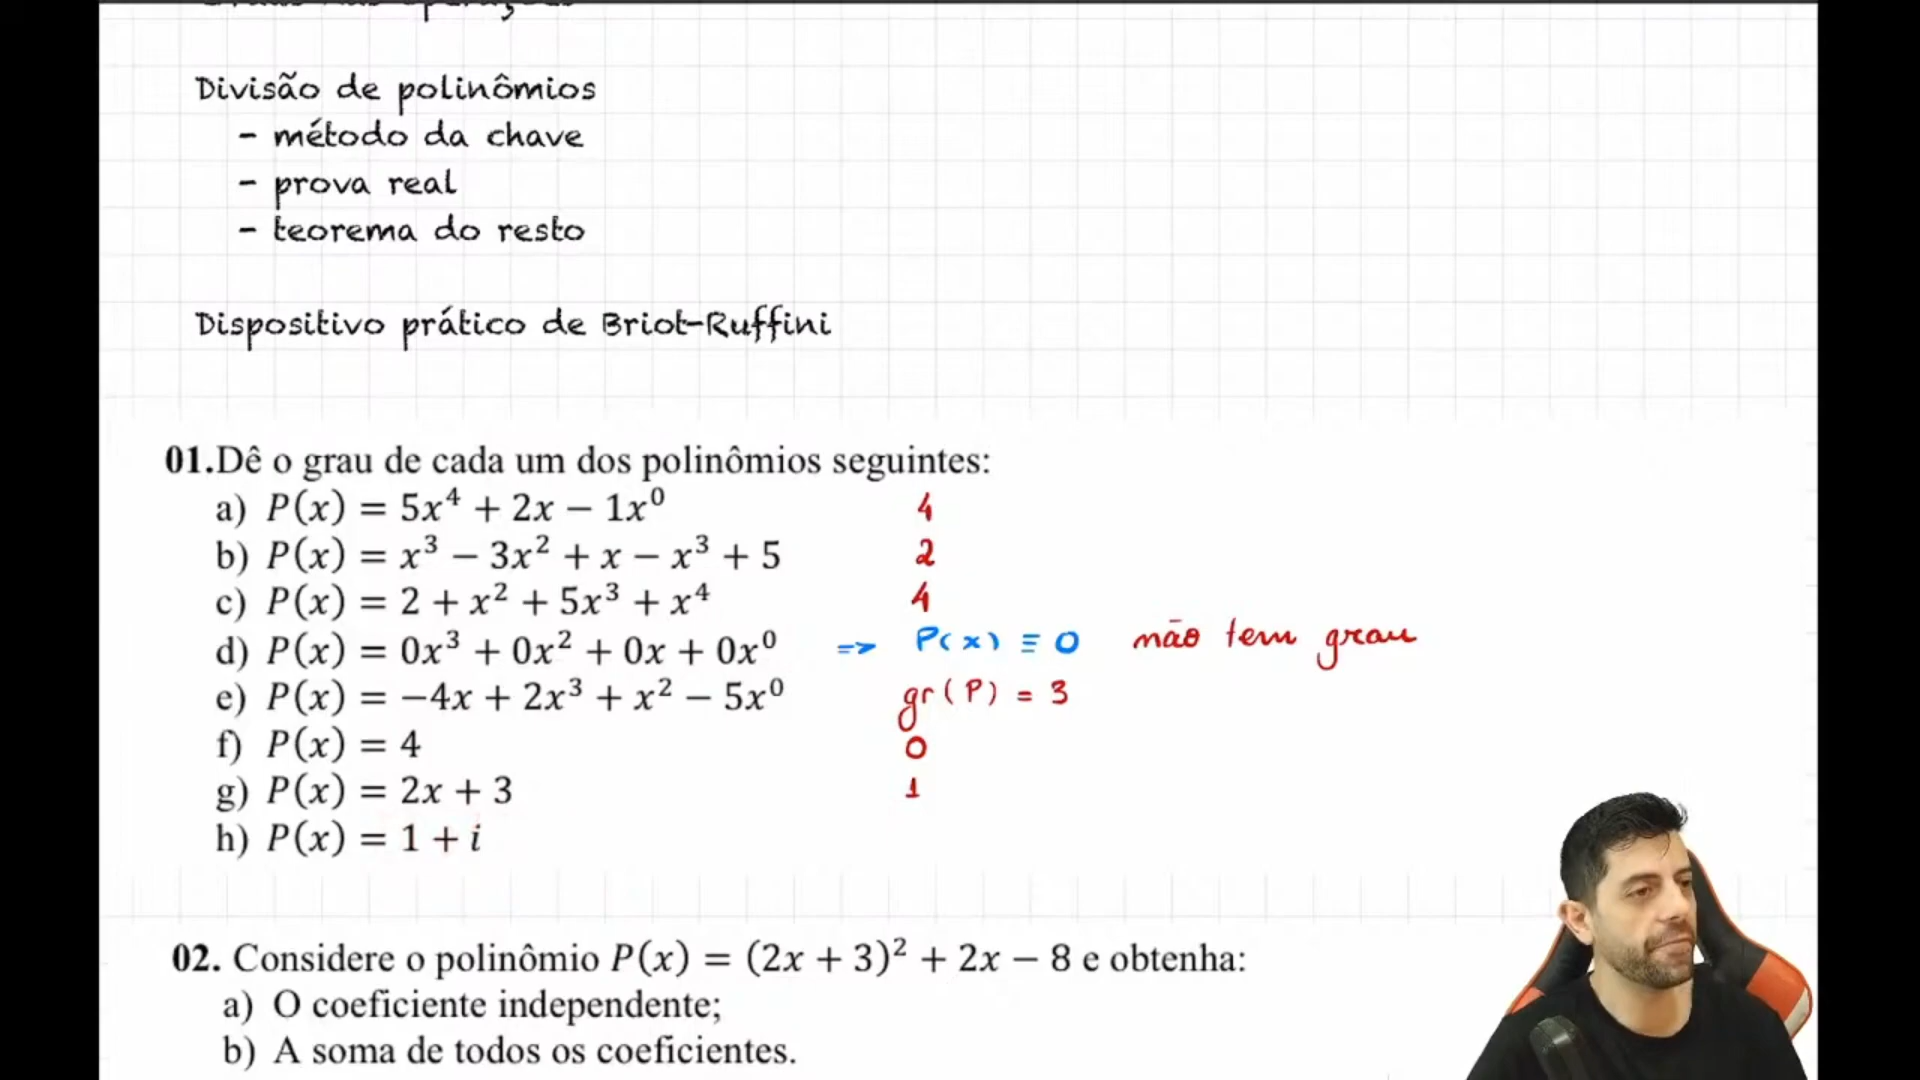 Divisão de polinômios
- método da chave
- prova real
- teorema do resto
Dispositivo prático de Briot-Ruffini
01.Dê o grau de cada um dos polinômios seguintes:
a) P(x) = 5x⁴ + 2x − 1x⁰ 4
b) P(x) = x³ − 3x² + x − x³ + 5 2
c) P(x) = 2 + x² + 5x³ + x⁴ 4
d) P(x) = 0x³ + 0x² + 0x + 0x⁰ => P(x) ≡ 0 não tem grau
e) P(x) = −4x + 2x³ + x² − 5x⁰ gr(P) = 3
f) P(x) = 4 0
g) P(x) = 2x + 3 1
h) P(x) = 1 + i
02. Considere o polinômio P(x) = (2x + 3)² + 2x − 8 e obtenha:
a) O coeficiente independente;
b) A soma de todos os coeficientes.